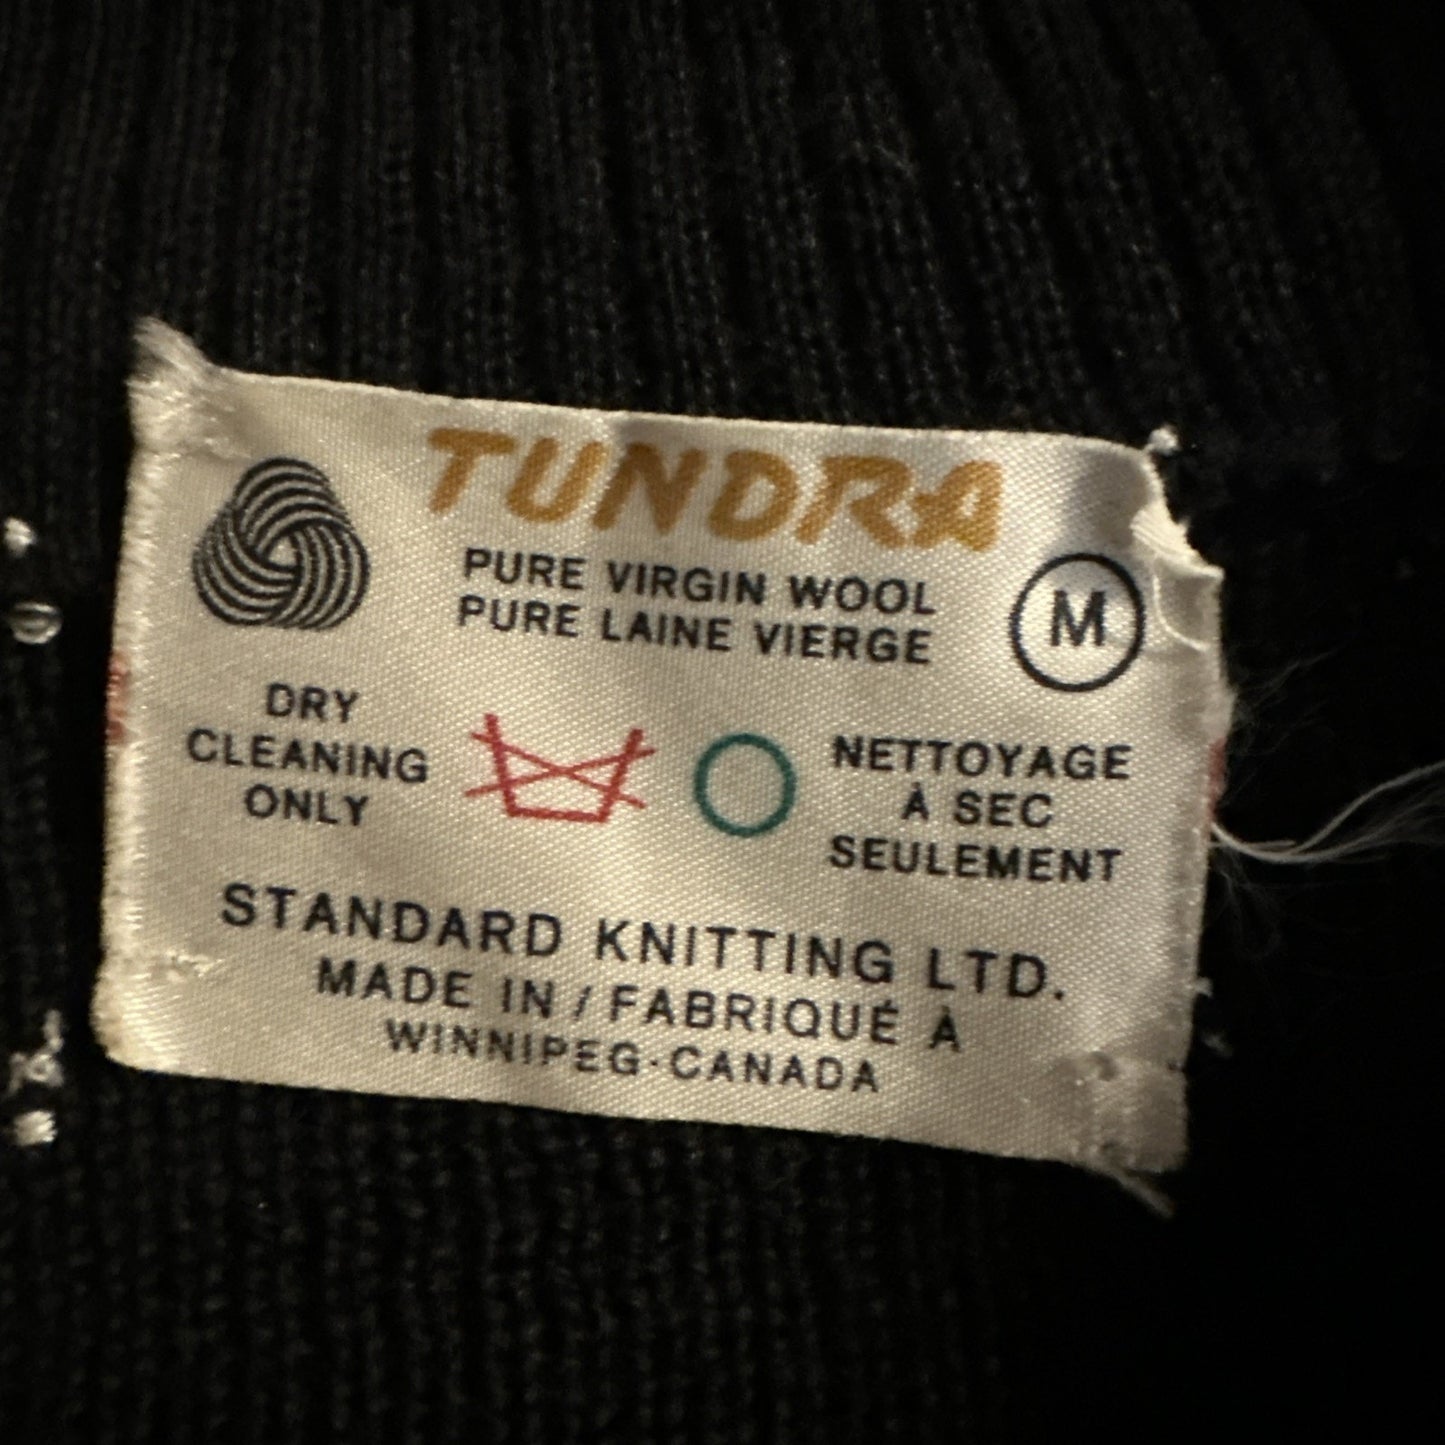 TUNDRA
PURE VIRGIN WOOL
PURE LAINE VIERGE
M
DRY
CLEANING
ONLY
NETTOYAGE
À SEC
SEULEMENT
STANDARD KNITTING LTD.
MADE IN / FABRIQUÉ À
WINNIPEG·CANADA